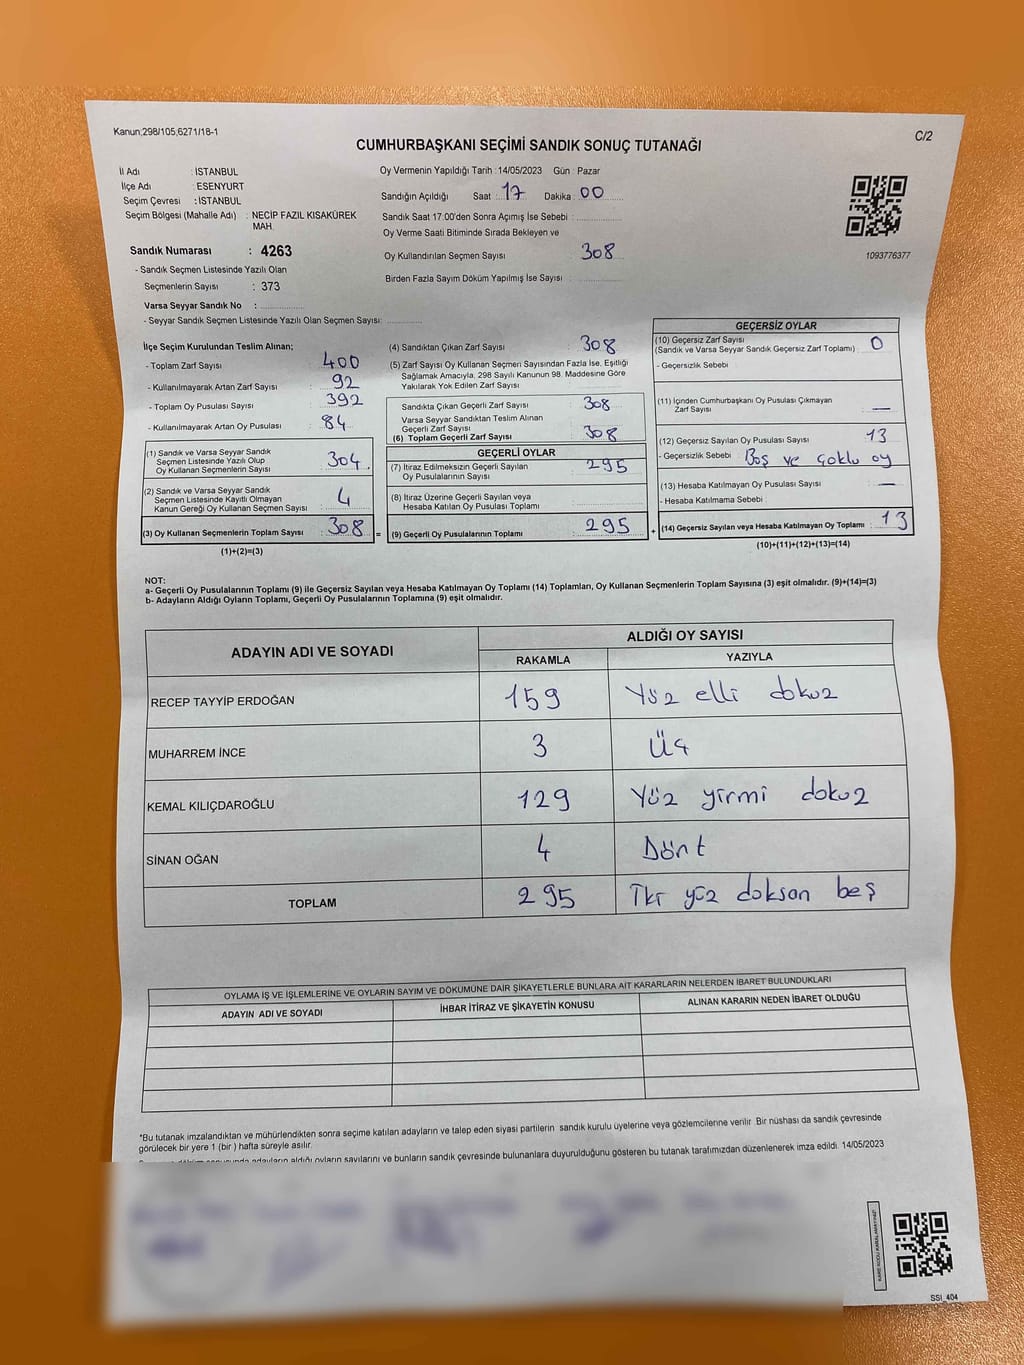 Kanun;298/105,6271/18-1
C/2
CUMHURBAŞKANI SEÇİMİ SANDIK SONUÇ TUTANAĞI
İl Adı : İSTANBUL
İlçe Adı : ESENYURT
Seçim Çevresi : İSTANBUL
Seçim Bölgesi (Mahalle Adı) : NECİP FAZIL KISAKÜREK
MAH.
Sandık Numarası : 4263
- Sandık Seçmen Listesinde Yazılı Olan
Seçmenlerin Sayısı : 373
Varsa Seyyar Sandık No :
- Seyyar Sandık Seçmen Listesinde Yazılı Olan Seçmen Sayısı:
Oy Vermenin Yapıldığı Tarih : 14/05/2023 Gün : Pazar
Sandığın Açıldığı Saat : 17 Dakika : 00
Sandık Saat 17:00'den Sonra Açımış İse Sebebi :
Oy Verme Saati Bitiminde Sırada Bekleyen ve
Oy Kullandırılan Seçmen Sayısı : 308
Birden Fazla Sayım Döküm Yapılmış İse Sayısı :
1093776377
İlçe Seçim Kurulundan Teslim Alınan;
- Toplam Zarf Sayısı : 400
- Kullanılmayarak Artan Zarf Sayısı : 92
- Toplam Oy Pusulası Sayısı : 392
- Kullanılmayarak Artan Oy Pusulası : 84
(1) Sandık ve Varsa Seyyar Sandık
Seçmen Listesinde Yazılı Olup
Oy Kullanan Seçmenlerin Sayısı : 304
(2) Sandık ve Varsa Seyyar Sandık
Seçmen Listesinde Kayıtlı Olmayan
Kanun Gereği Oy Kullanan Seçmen Sayısı : 4
(3) Oy Kullanan Seçmenlerin Toplam Sayısı : 308 =
(1)+(2)=(3)
(4) Sandıktan Çıkan Zarf Sayısı : 308
(5) Zarf Sayısı Oy Kullanan Seçmen Sayısından Fazla İse, Eşitliği
Sağlamak Amacıyla, 298 Sayılı Kanunun 98. Maddesine Göre
Yakılarak Yok Edilen Zarf Sayısı :
Sandıkta Çıkan Geçerli Zarf Sayısı : 308
Varsa Seyyar Sandıktan Teslim Alınan
Geçerli Zarf Sayısı :
(6) Toplam Geçerli Zarf Sayısı : 308
GEÇERLİ OYLAR
(7) İtiraz Edilmeksizin Geçerli Sayılan
Oy Pusulalarının Sayısı : 295
(8) İtiraz Üzerine Geçerli Sayılan veya
Hesaba Katılan Oy Pusulası Toplamı :
(9) Geçerli Oy Pusulalarının Toplamı : 295 +
GEÇERSİZ OYLAR
(10) Geçersiz Zarf Sayısı
(Sandık ve Varsa Seyyar Sandık Geçersiz Zarf Toplamı) : 0
- Geçersizlik Sebebi :
(11) İçinden Cumhurbaşkanı Oy Pusulası Çıkmayan
Zarf Sayısı : —
(12) Geçersiz Sayılan Oy Pusulası Sayısı : 13
- Geçersizlik Sebebi : Boş ve çoklu oy
(13) Hesaba Katılmayan Oy Pusulası Sayısı : —
- Hesaba Katılmama Sebebi :
(14) Geçersiz Sayılan veya Hesaba Katılmayan Oy Toplamı : 13
(10)+(11)+(12)+(13)=(14)
NOT:
a- Geçerli Oy Pusulalarının Toplamı (9) ile Geçersiz Sayılan veya Hesaba Katılmayan Oy Toplamı (14) Toplamları, Oy Kullanan Seçmenlerin Toplam Sayısına (3) eşit olmalıdır. (9)+(14)=(3)
b- Adayların Aldığı Oyların Toplamı, Geçerli Oy Pusulalarının Toplamına (9) eşit olmalıdır.
ADAYIN ADI VE SOYADI ALDIĞI OY SAYISI
RAKAMLA YAZIYLA
RECEP TAYYİP ERDOĞAN 159 Yüz elli dokuz
MUHARREM İNCE 3 Üç
KEMAL KILIÇDAROĞLU 129 Yüz yirmi dokuz
SİNAN OĞAN 4 Dört
TOPLAM 295 İki yüz doksan beş
OYLAMA İŞ VE İŞLEMLERİNE VE OYLARIN SAYIM VE DÖKÜMÜNE DAİR ŞİKAYETLERLE BUNLARA AİT KARARLARIN NELERDEN İBARET BULUNDUKLARI
ADAYIN ADI VE SOYADI İHBAR İTİRAZ VE ŞİKAYETİN KONUSU ALINAN KARARIN NEDEN İBARET OLDUĞU
*Bu tutanak imzalandıktan ve mühürlendikten sonra seçime katılan adayların ve talep eden siyasi partilerin sandık kurulu üyelerine veya gözlemcilerine verilir. Bir nüshası da sandık çevresinde
görülecek bir yere 1 (bir ) hafta süreyle asılır.
adayların aldığı oyların sayılarını ve bunların sandık çevresinde bulunanlara duyurulduğunu gösteren bu tutanak tarafımızdan düzenlenerek imza edildi. 14/05/2023
SSI_404